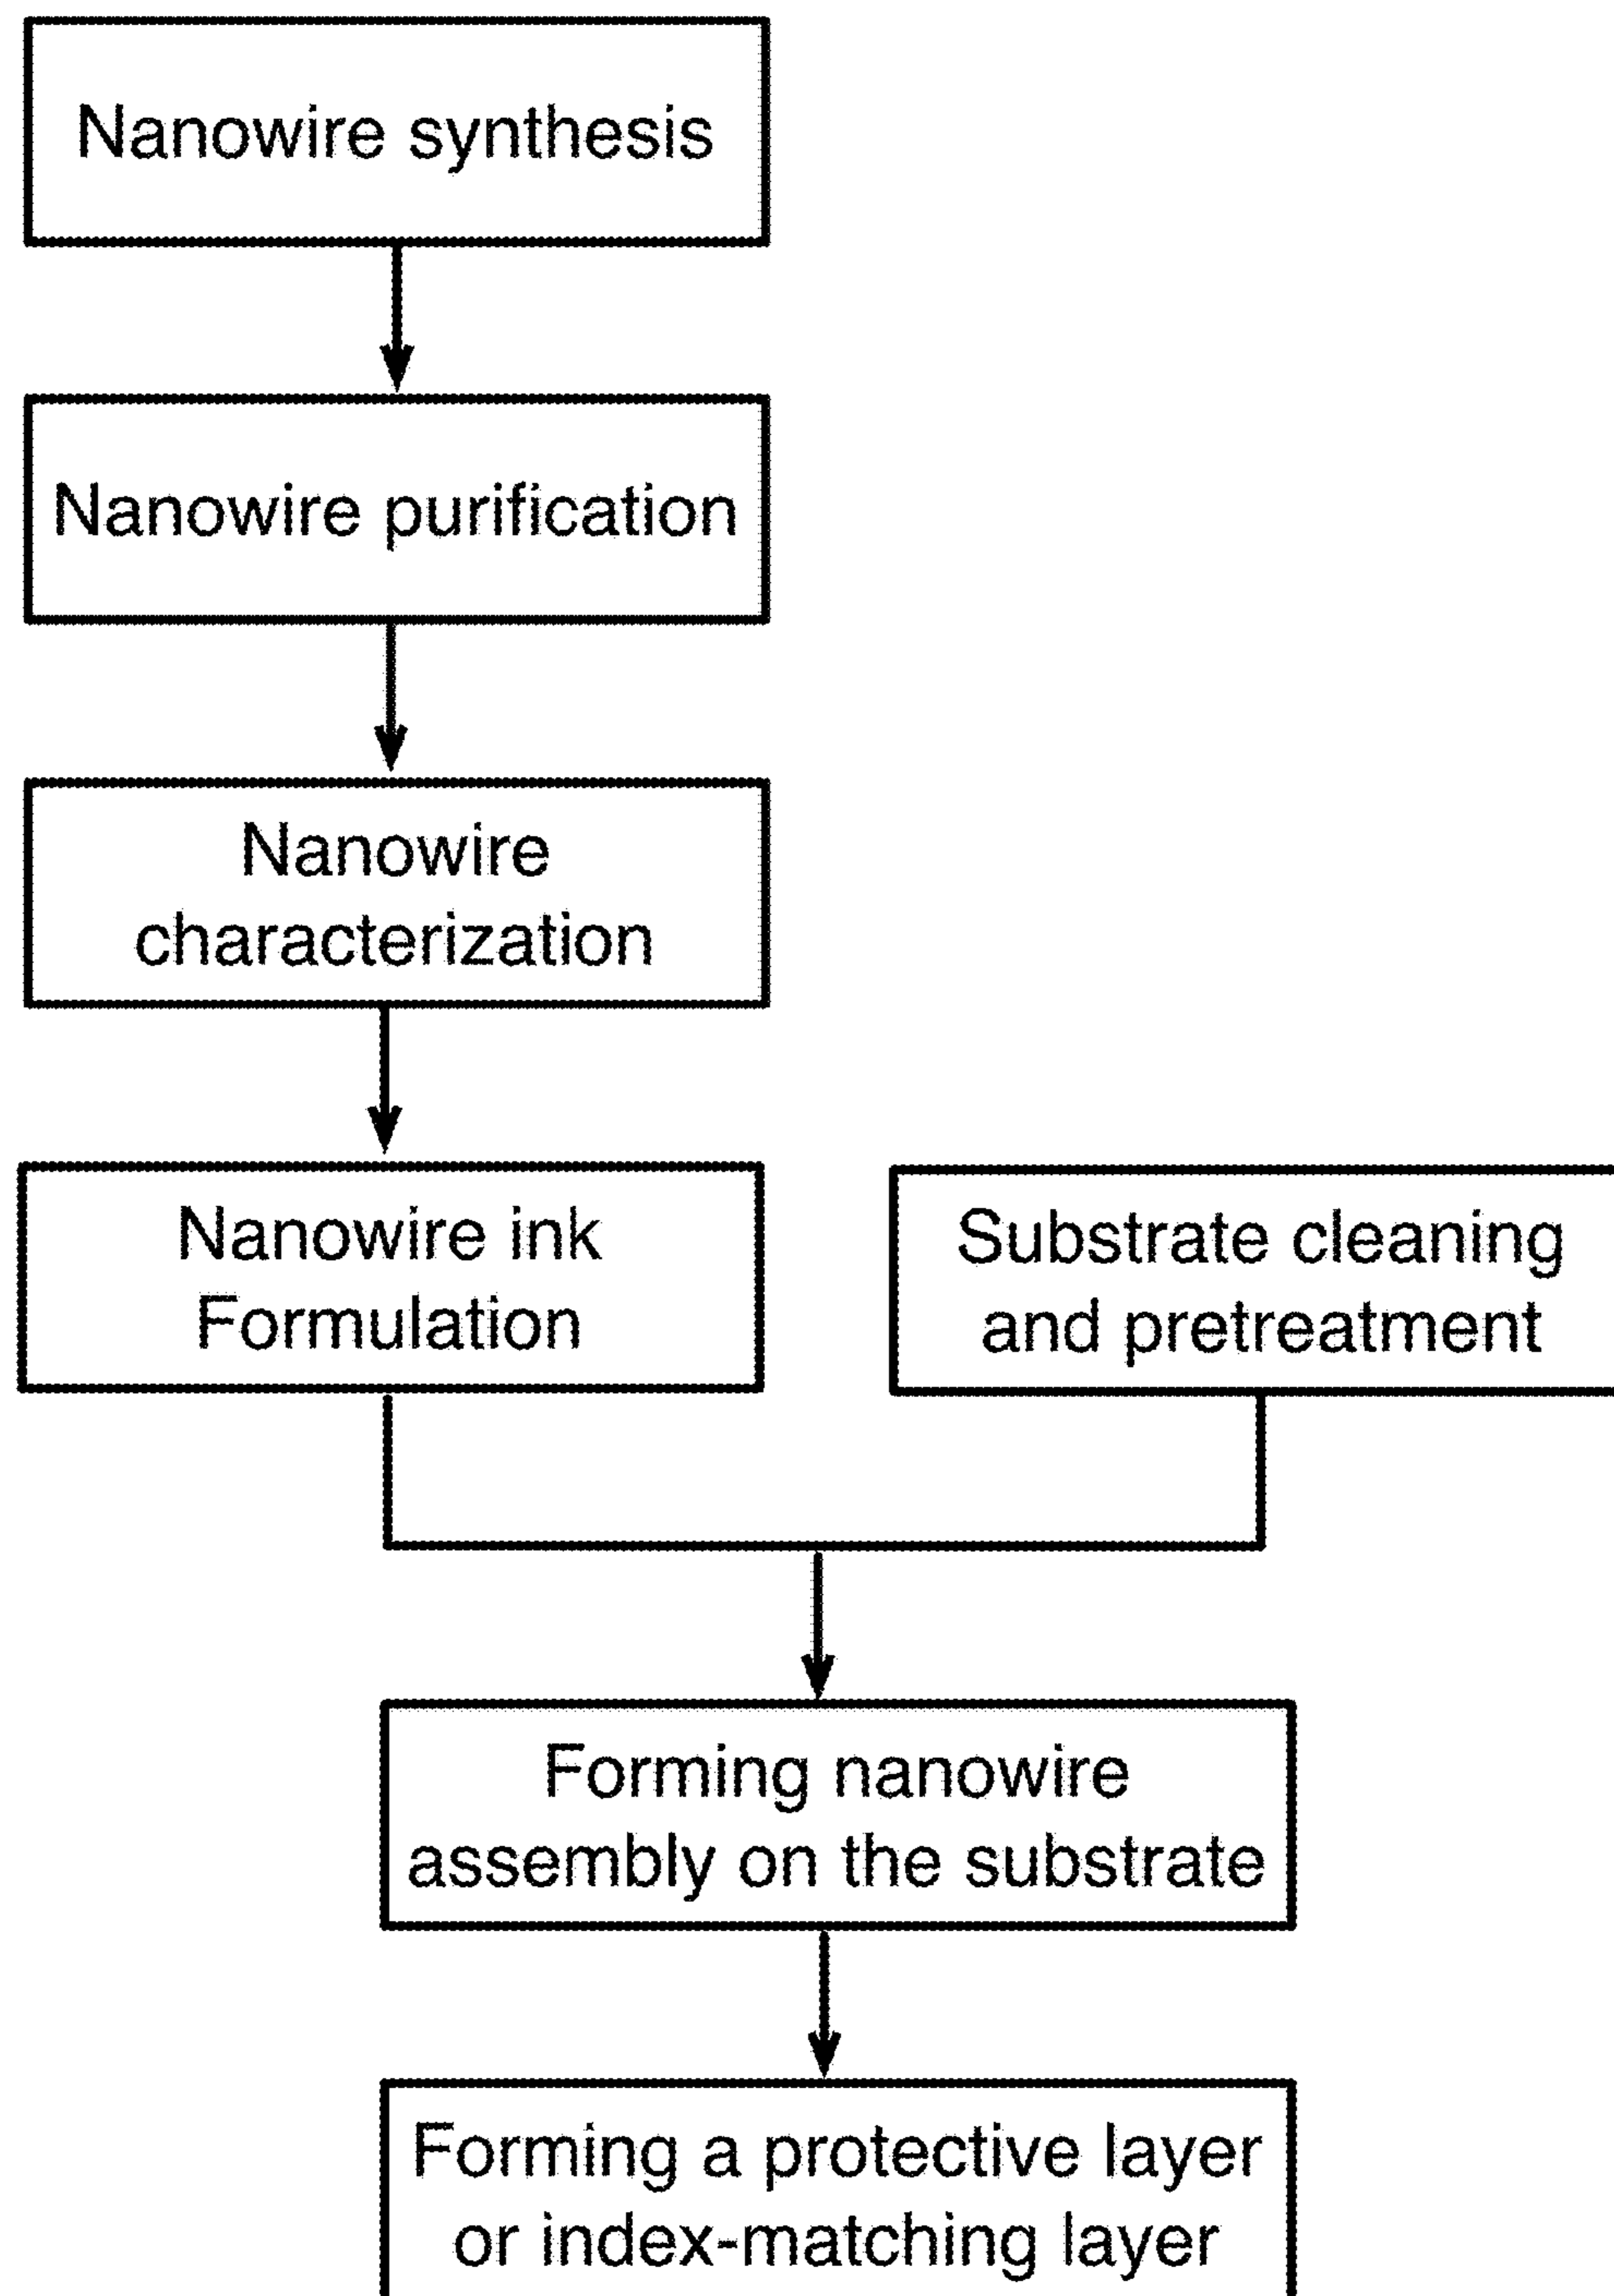 Nanowire synthesis
Nanowire purification
Nanowire
characterization
Nanowire ink
Formulation
Substrate cleaning
and pretreatment
Forming nanowire
assembly on the substrate
Forming a protective layer
or index-matching layer